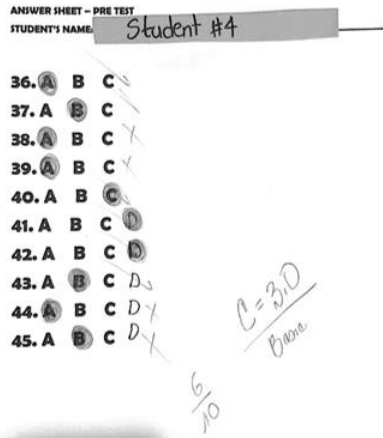 ANSWER SHEET – PRE TEST
STUDENT'S NAME: Student #4
36. A B C
37. A B C
38. A B C
39. A B C
40. A B C
41. A B C D
42. A B C D
43. A B C D
44. A B C D
45. A B C D
C = 3.0
Basic
6
10